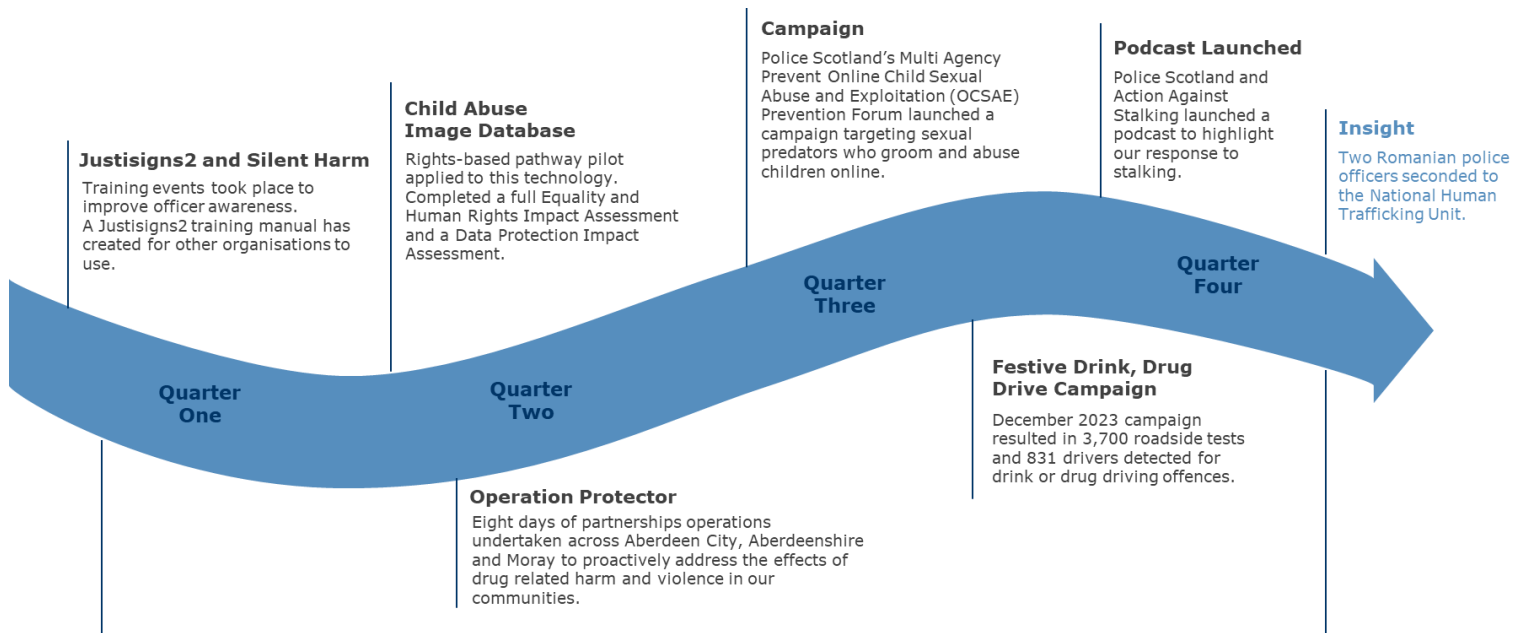 Justisigns2 and Silent Harm
Training events took place to
improve officer awareness.
A Justisigns2 training manual has
created for other organisations to
use.
Child Abuse
Image Database
Rights-based pathway pilot
applied to this technology.
Completed a full Equality and
Human Rights Impact Assessment
and a Data Protection Impact
Assessment.
Campaign
Police Scotland’s Multi Agency
Prevent Online Child Sexual
Abuse and Exploitation (OCSAE)
Prevention Forum launched a
campaign targeting sexual
predators who groom and abuse
children online.
Podcast Launched
Police Scotland and
Action Against
Stalking launched a
podcast to highlight
our response to
stalking.
Insight
Two Romanian police
officers seconded to
the National Human
Trafficking Unit.
Quarter
One
Quarter
Two
Quarter
Three
Quarter
Four
Operation Protector
Eight days of partnerships operations
undertaken across Aberdeen City, Aberdeenshire
and Moray to proactively address the effects of
drug related harm and violence in our
communities.
Festive Drink, Drug
Drive Campaign
December 2023 campaign
resulted in 3,700 roadside tests
and 831 drivers detected for
drink or drug driving offences.